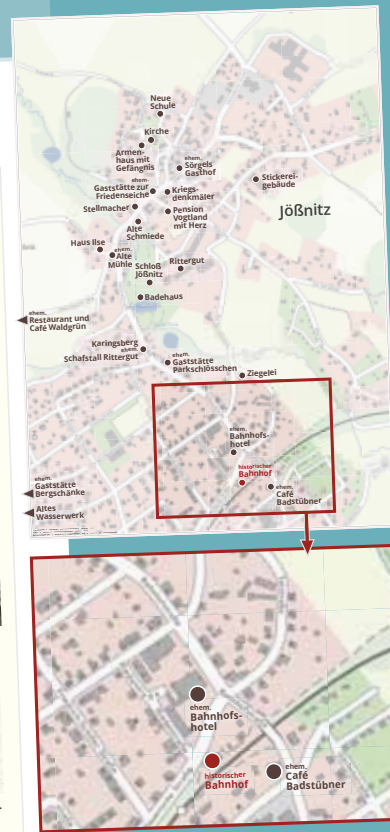 Neue
Schule
Kirche
Armen-
haus mit
Gefängnis
ehem.
Sörgels
Gasthof
Stickerei-
gebäude
ehem.
Gaststätte zur
Friedenseiche
Kriegs-
denkmäler
Jößnitz
Stellmacher
Pension
Vogtland
mit Herz
Alte
Schmiede
Haus Ilse
ehem.
Alte
Mühle
Schloß
Jößnitz
Rittergut
Badehaus
ehem.
Restaurant und
Café Waldgrün
Karingsberg
ehem.
Schafstall Rittergut
ehem.
Gaststätte
Parkschlösschen
Ziegelei
ehem.
Bahnhofs-
hotel
historischer
Bahnhof
ehem.
Café
Badstübner
ehem.
Gaststätte
Bergschänke
Altes
Wasserwerk
ehem.
Bahnhofs-
hotel
historischer
Bahnhof
ehem.
Café
Badstübner